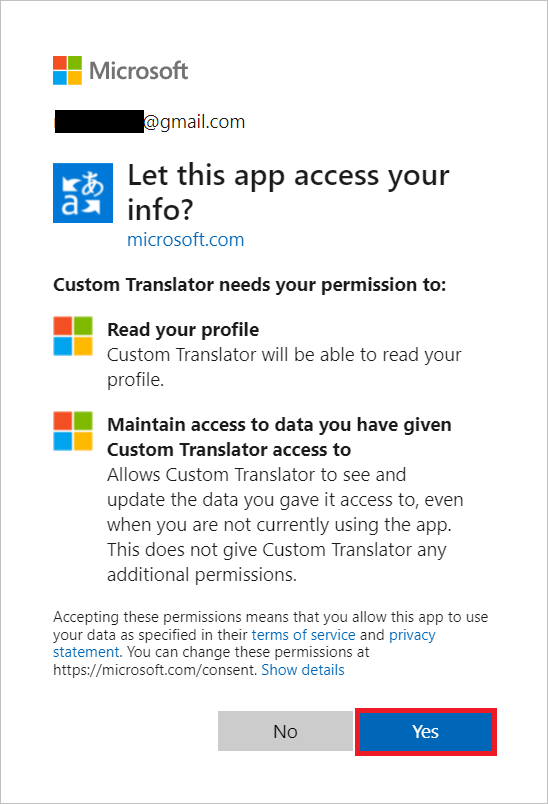 Microsoft
@gmail.com
Let this app access your
info?
microsoft.com
Custom Translator needs your permission to:
Read your profile
Custom Translator will be able to read your
profile.
Maintain access to data you have given
Custom Translator access to
Allows Custom Translator to see and
update the data you gave it access to, even
when you are not currently using the app.
This does not give Custom Translator any
additional permissions.
Accepting these permissions means that you allow this app to use
your data as specified in their terms of service and privacy
statement. You can change these permissions at
https://microsoft.com/consent. Show details
No
Yes